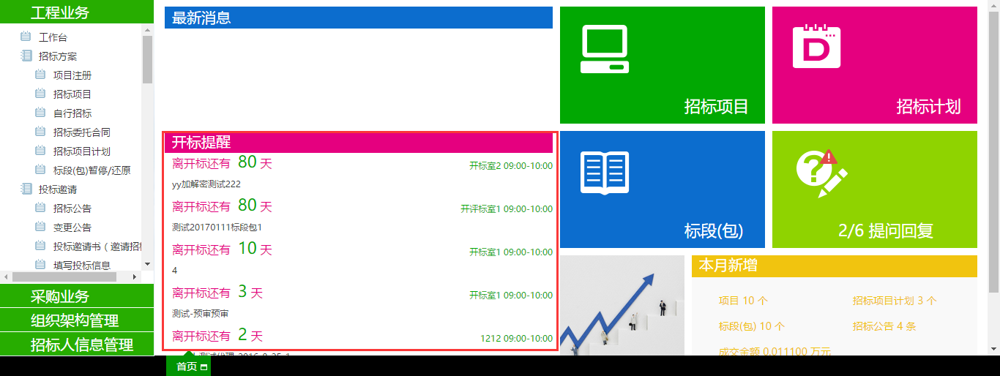 工程业务
工作台
招标方案
项目注册
招标项目
自行招标
招标委托合同
招标项目计划
标段(包)暂停/还原
投标邀请
招标公告
变更公告
投标邀请书（邀请招标
填写投标信息
采购业务
组织架构管理
招标人信息管理
最新消息
开标提醒
离开标还有 80 天 开标室2 09:00-10:00
yy加解密测试222
离开标还有 80 天 开评标室1 09:00-10:00
测试20170111标段包1
离开标还有 10 天 开标室1 09:00-10:00
4
离开标还有 3 天 开标室1 09:00-10:00
测试-预审预审
离开标还有 2 天 1212 09:00-10:00
招标项目
D
招标计划
标段(包)
2/6 提问回复
本月新增
项目 10 个 招标项目计划 3 个
标段(包) 10 个 招标公告 4 条
成交金额 0.011100 万元
首页